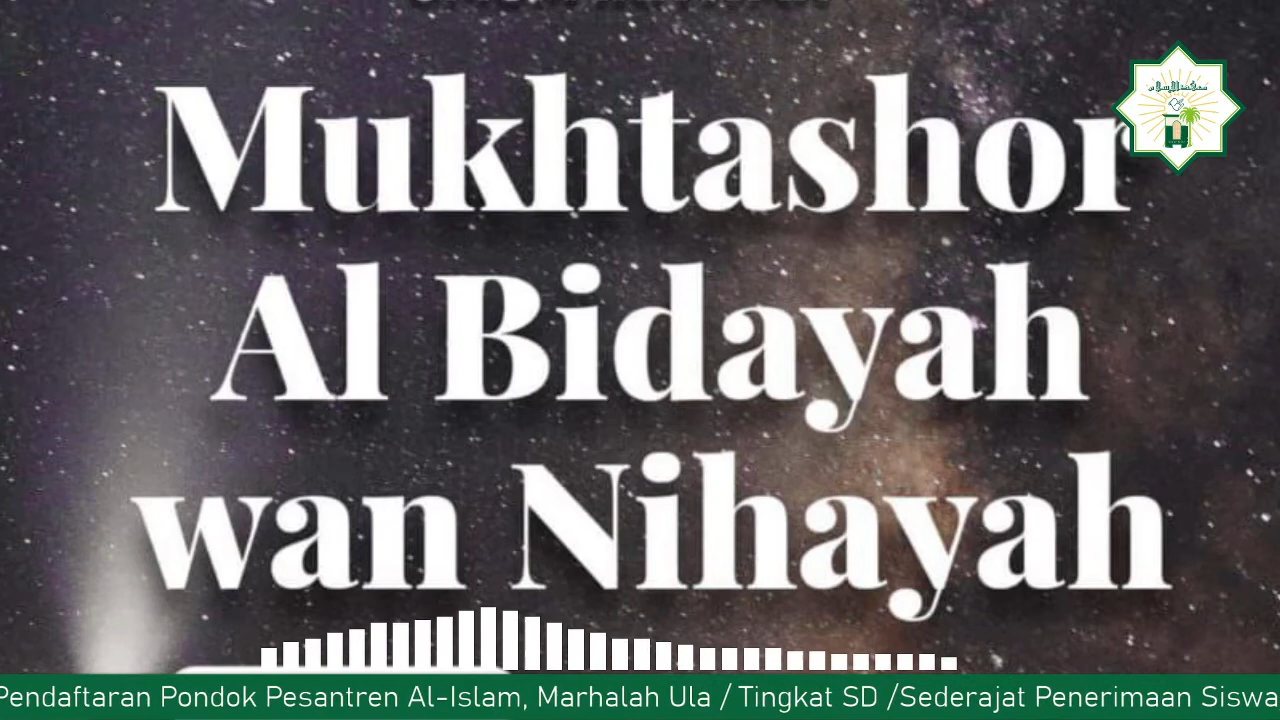 Mukhtashor
Al Bidayah
wan Nihayah
Pendaftaran Pondok Pesantren Al-Islam, Marhalah Ula / Tingkat SD /Sederajat Penerimaan Siswa